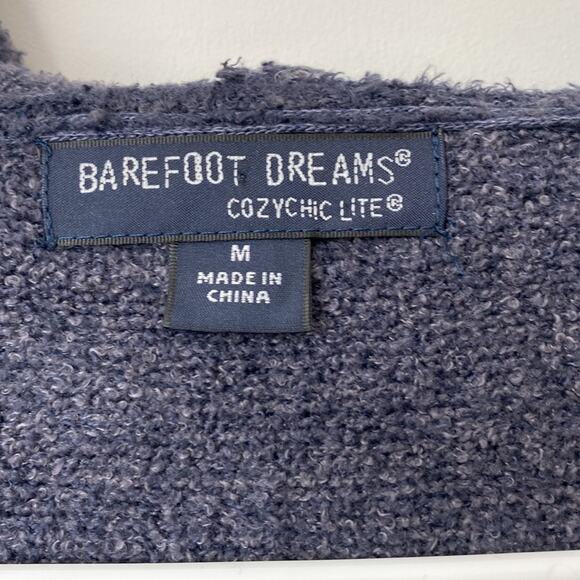 BAREFOOT DREAMS®
COZYCHIC LITE®
M
MADE IN
CHINA